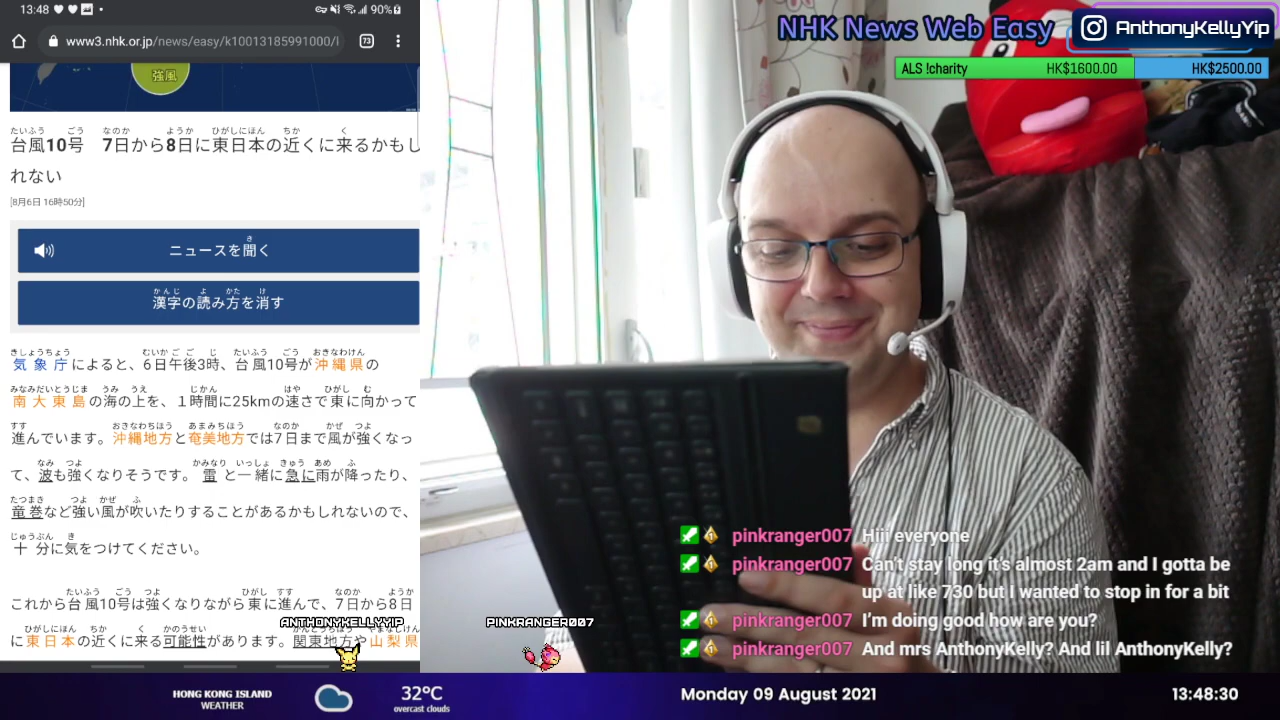 13:48
90%
www3.nhk.or.jp/news/easy/k10013185991000/l
73
強風
台風10号 7日から8日に東日本の近くに来るかもし
れない
[8月6日 16時50分]
ニュースを聞く
漢字の読み方を消す
気象庁によると、6日午後3時、台風10号が沖縄県の
南大東島の海の上を、１時間に25kmの速さで東に向かって
進んでいます。沖縄地方と奄美地方では7日まで風が強くなっ
て、波も強くなりそうです。雷と一緒に急に雨が降ったり、
竜巻など強い風が吹いたりすることがあるかもしれないので、
十分に気をつけてください。
これから台風10号は強くなりながら東に進んで、7日から8日
に東日本の近くに来る可能性があります。関東地方や山梨県
NHK News Web Easy
AnthonyKellyYip
ALS !charity HK$1600.00 HK$2500.00
pinkranger007 Hiii everyone
pinkranger007 Can't stay long it's almost 2am and I gotta be
up at like 730 but I wanted to stop in for a bit
pinkranger007 I'm doing good how are you?
pinkranger007 And mrs AnthonyKelly? And lil AnthonyKelly?
ANTHONYKELLYYIP
PINKRANGER007
HONG KONG ISLAND
WEATHER
32°C
overcast clouds
Monday 09 August 2021
13:48:30